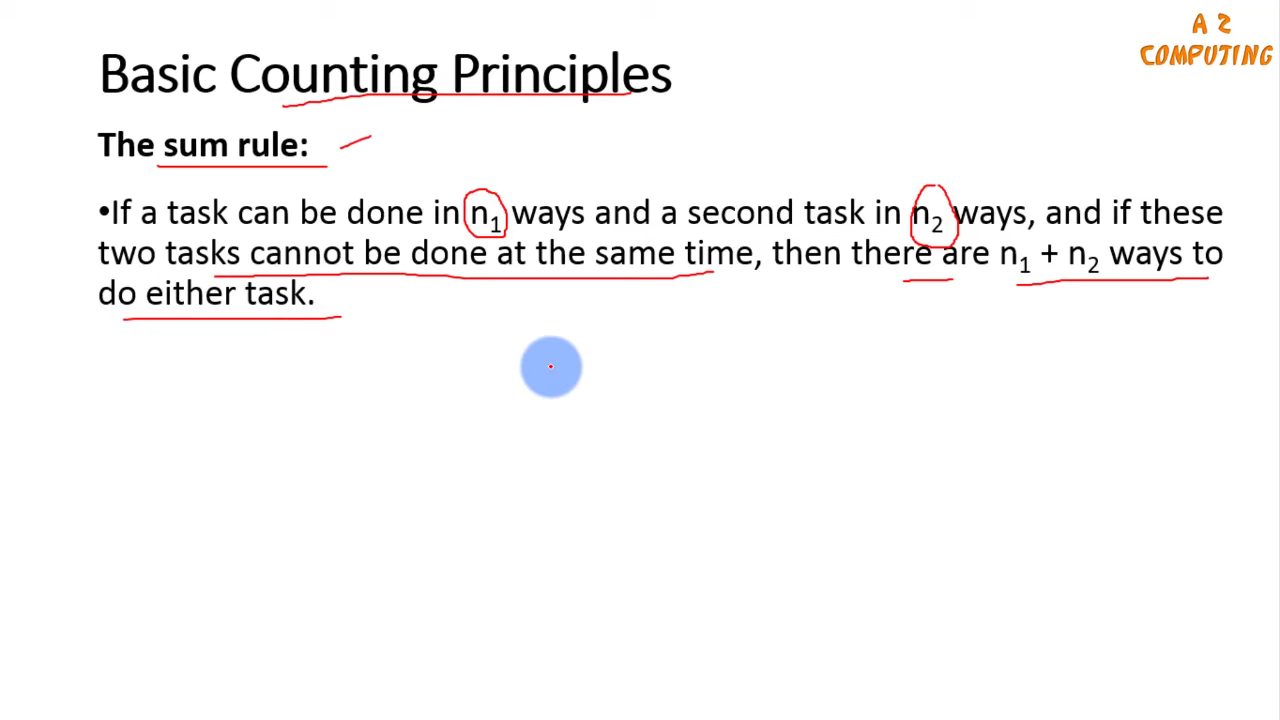 A Z
COMPUTING
Basic Counting Principles
The sum rule:
•If a task can be done in n₁ ways and a second task in n₂ ways, and if these
two tasks cannot be done at the same time, then there are n₁ + n₂ ways to
do either task.